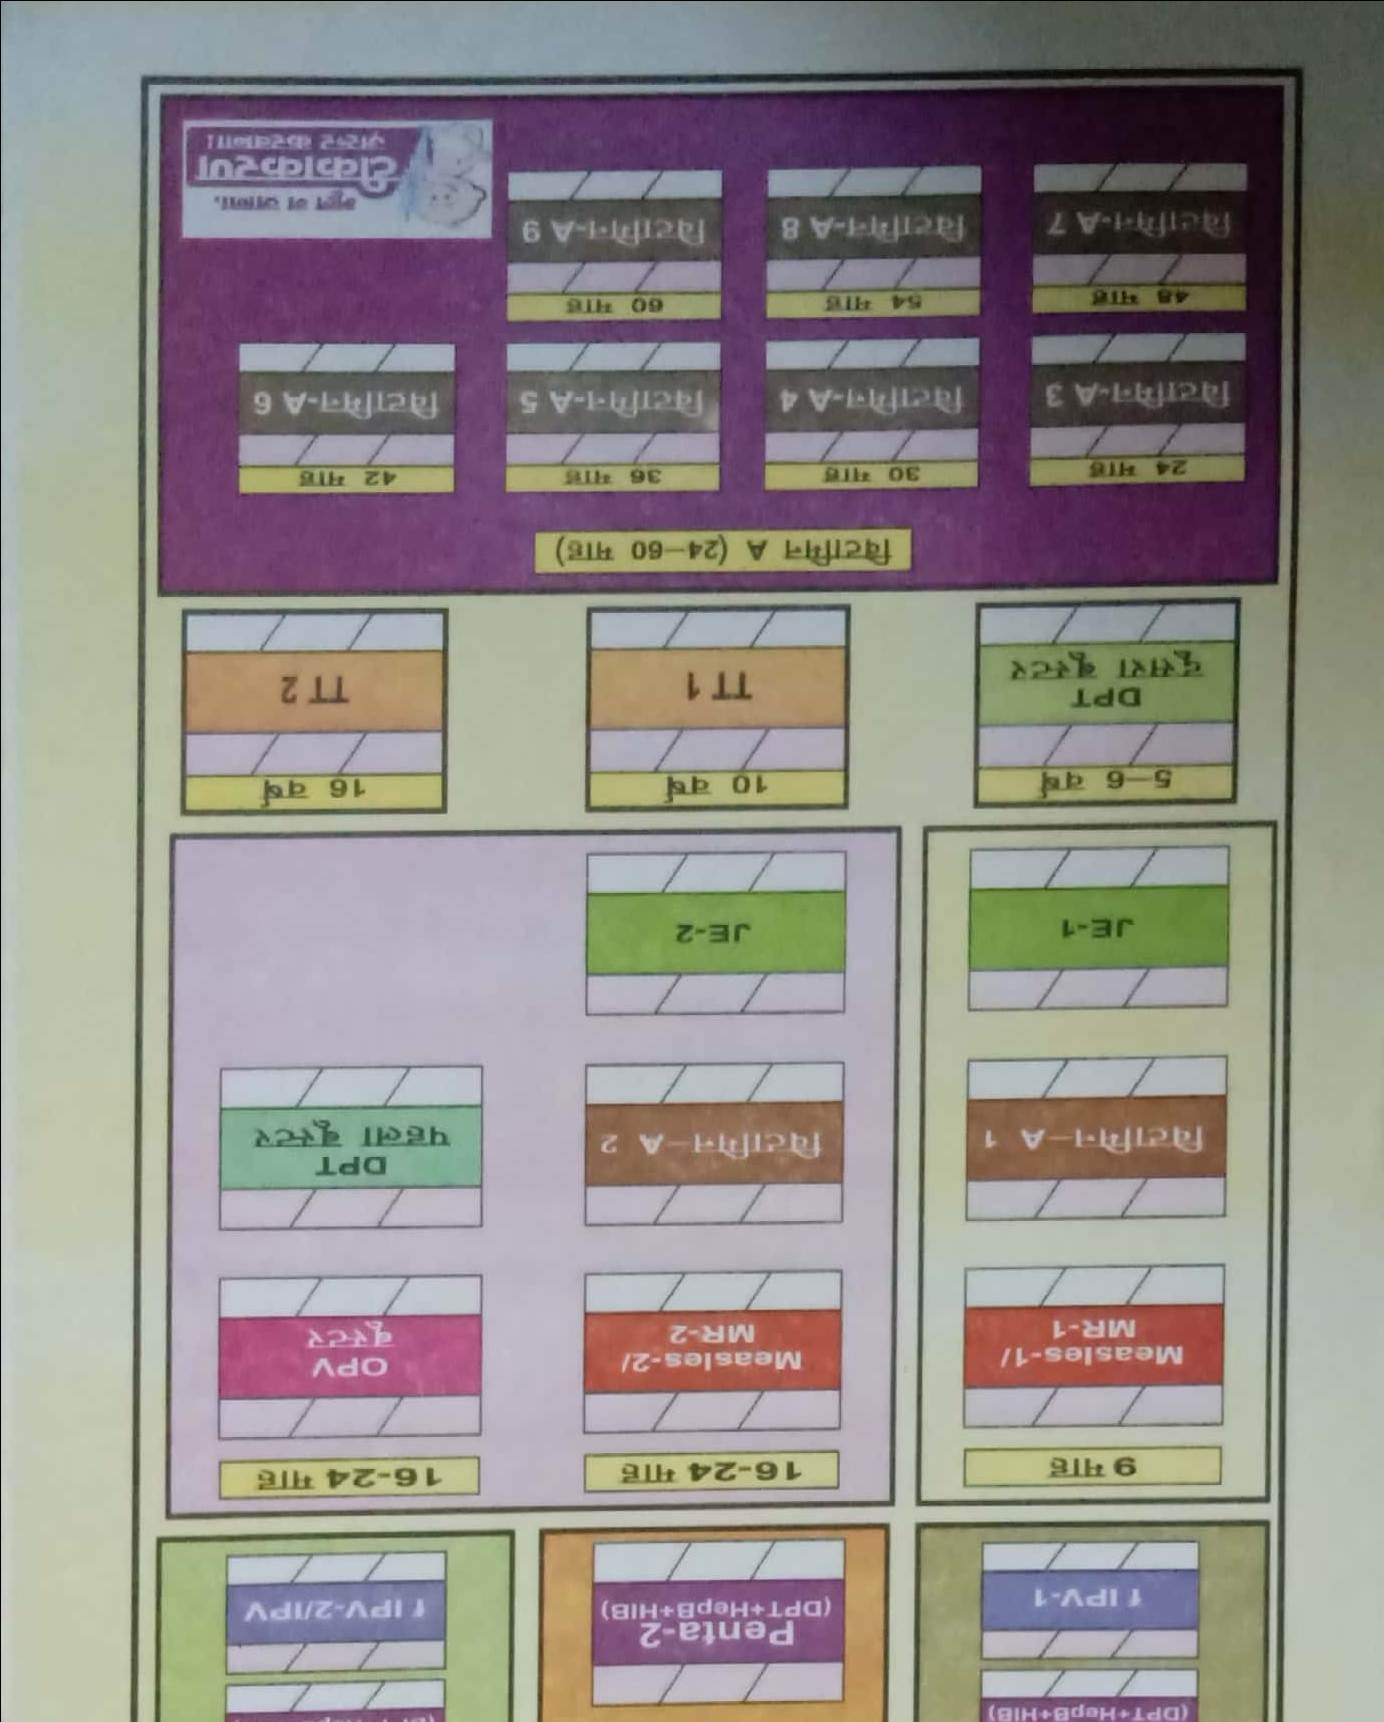 (DPT+HepB+HIB)
f IPV-1
Penta-2
(DPT+HepB+HIB)
f IPV-2/IPV
9 माह
Measles-1/
MR-1
विटामिन–A 1
JE-1
16-24 माह
16-24 माह
Measles-2/
MR-2
OPV
बूस्टर
विटामिन–A 2
DPT
पहला बूस्टर
JE-2
5–6 वर्ष
DPT
दूसरा बूस्टर
10 वर्ष
TT 1
16 वर्ष
TT 2
विटामिन A (24–60 माह)
24 माह
विटामिन-A 3
30 माह
विटामिन-A 4
36 माह
विटामिन-A 5
42 माह
विटामिन-A 6
48 माह
विटामिन-A 7
54 माह
विटामिन-A 8
60 माह
विटामिन-A 9
भूल न जाना,
टीकाकरण
ज़रूर करवाना।